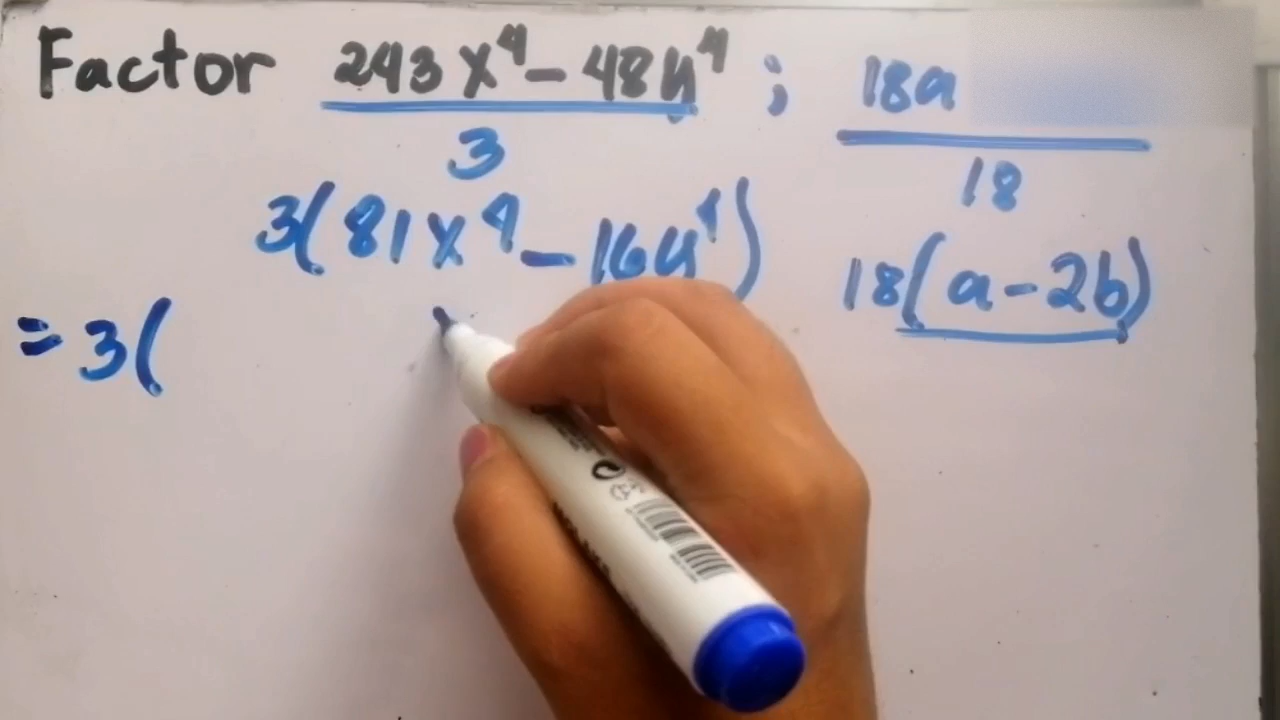 Factor 243x⁴ - 48y⁴ ; 18a
3 18
3(81x⁴ - 16y⁴) 18(a-2b)
= 3(